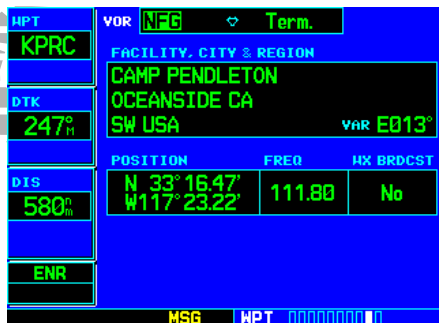 WPT
KPRC
DTK
247°M
DIS
580nm
ENR
VOR NFG Term.
FACILITY, CITY & REGION
CAMP PENDLETON
OCEANSIDE CA
SW USA VAR E013°
POSITION FREQ WX BRDCST
N 33°16.47'
W117°23.22'
111.80 No
MSG WPT